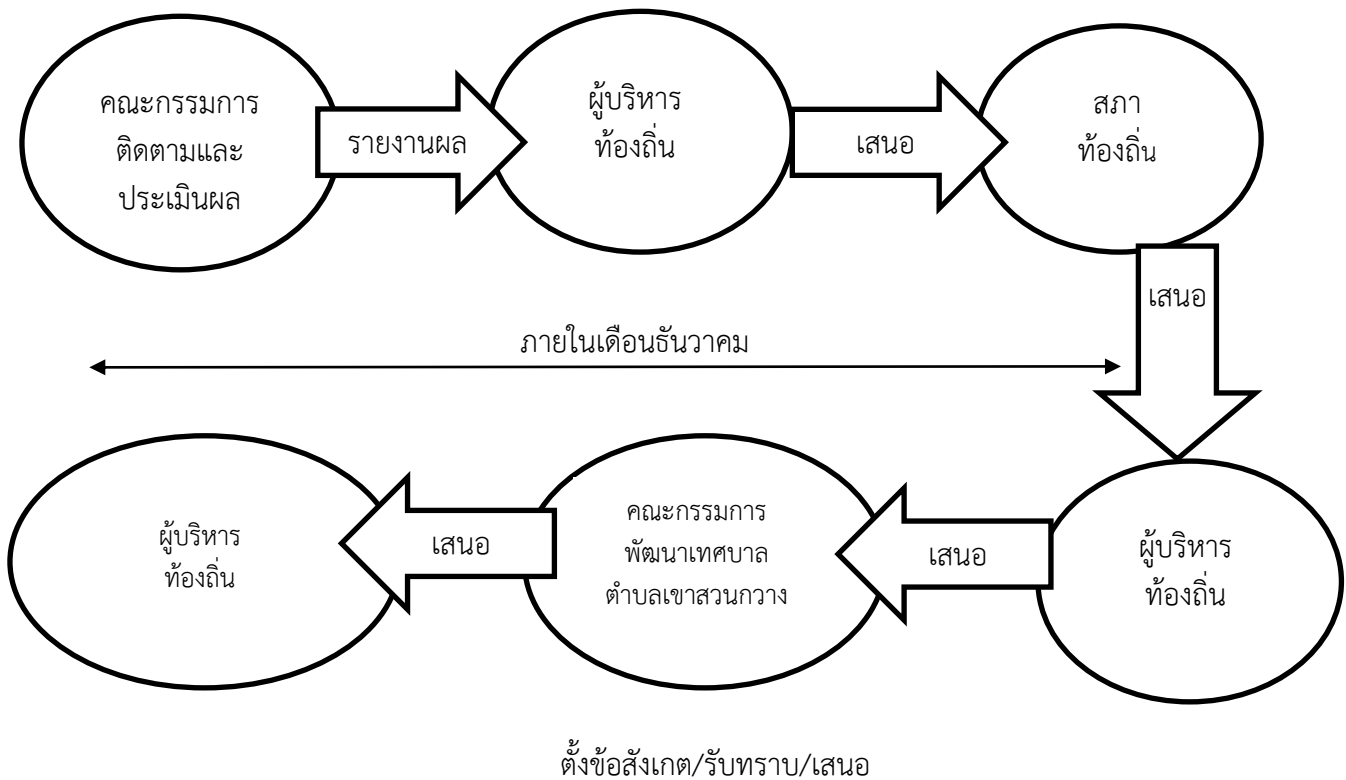 คณะกรรมการ
ติดตามและ
ประเมินผล
รายงานผล
ผู้บริหาร
ท้องถิ่น
เสนอ
สภา
ท้องถิ่น
เสนอ
ภายในเดือนธันวาคม
ผู้บริหาร
ท้องถิ่น
เสนอ
คณะกรรมการ
พัฒนาเทศบาล
ตำบลเขาสวนกวาง
เสนอ
ผู้บริหาร
ท้องถิ่น
ตั้งข้อสังเกต/รับทราบ/เสนอ